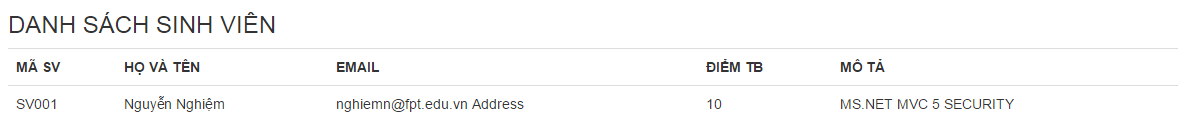 DANH SÁCH SINH VIÊN
MÃ SV HỌ VÀ TÊN EMAIL ĐIỂM TB MÔ TẢ
SV001 Nguyễn Nghiệm nghiemn@fpt.edu.vn Address 10 MS.NET MVC 5 SECURITY